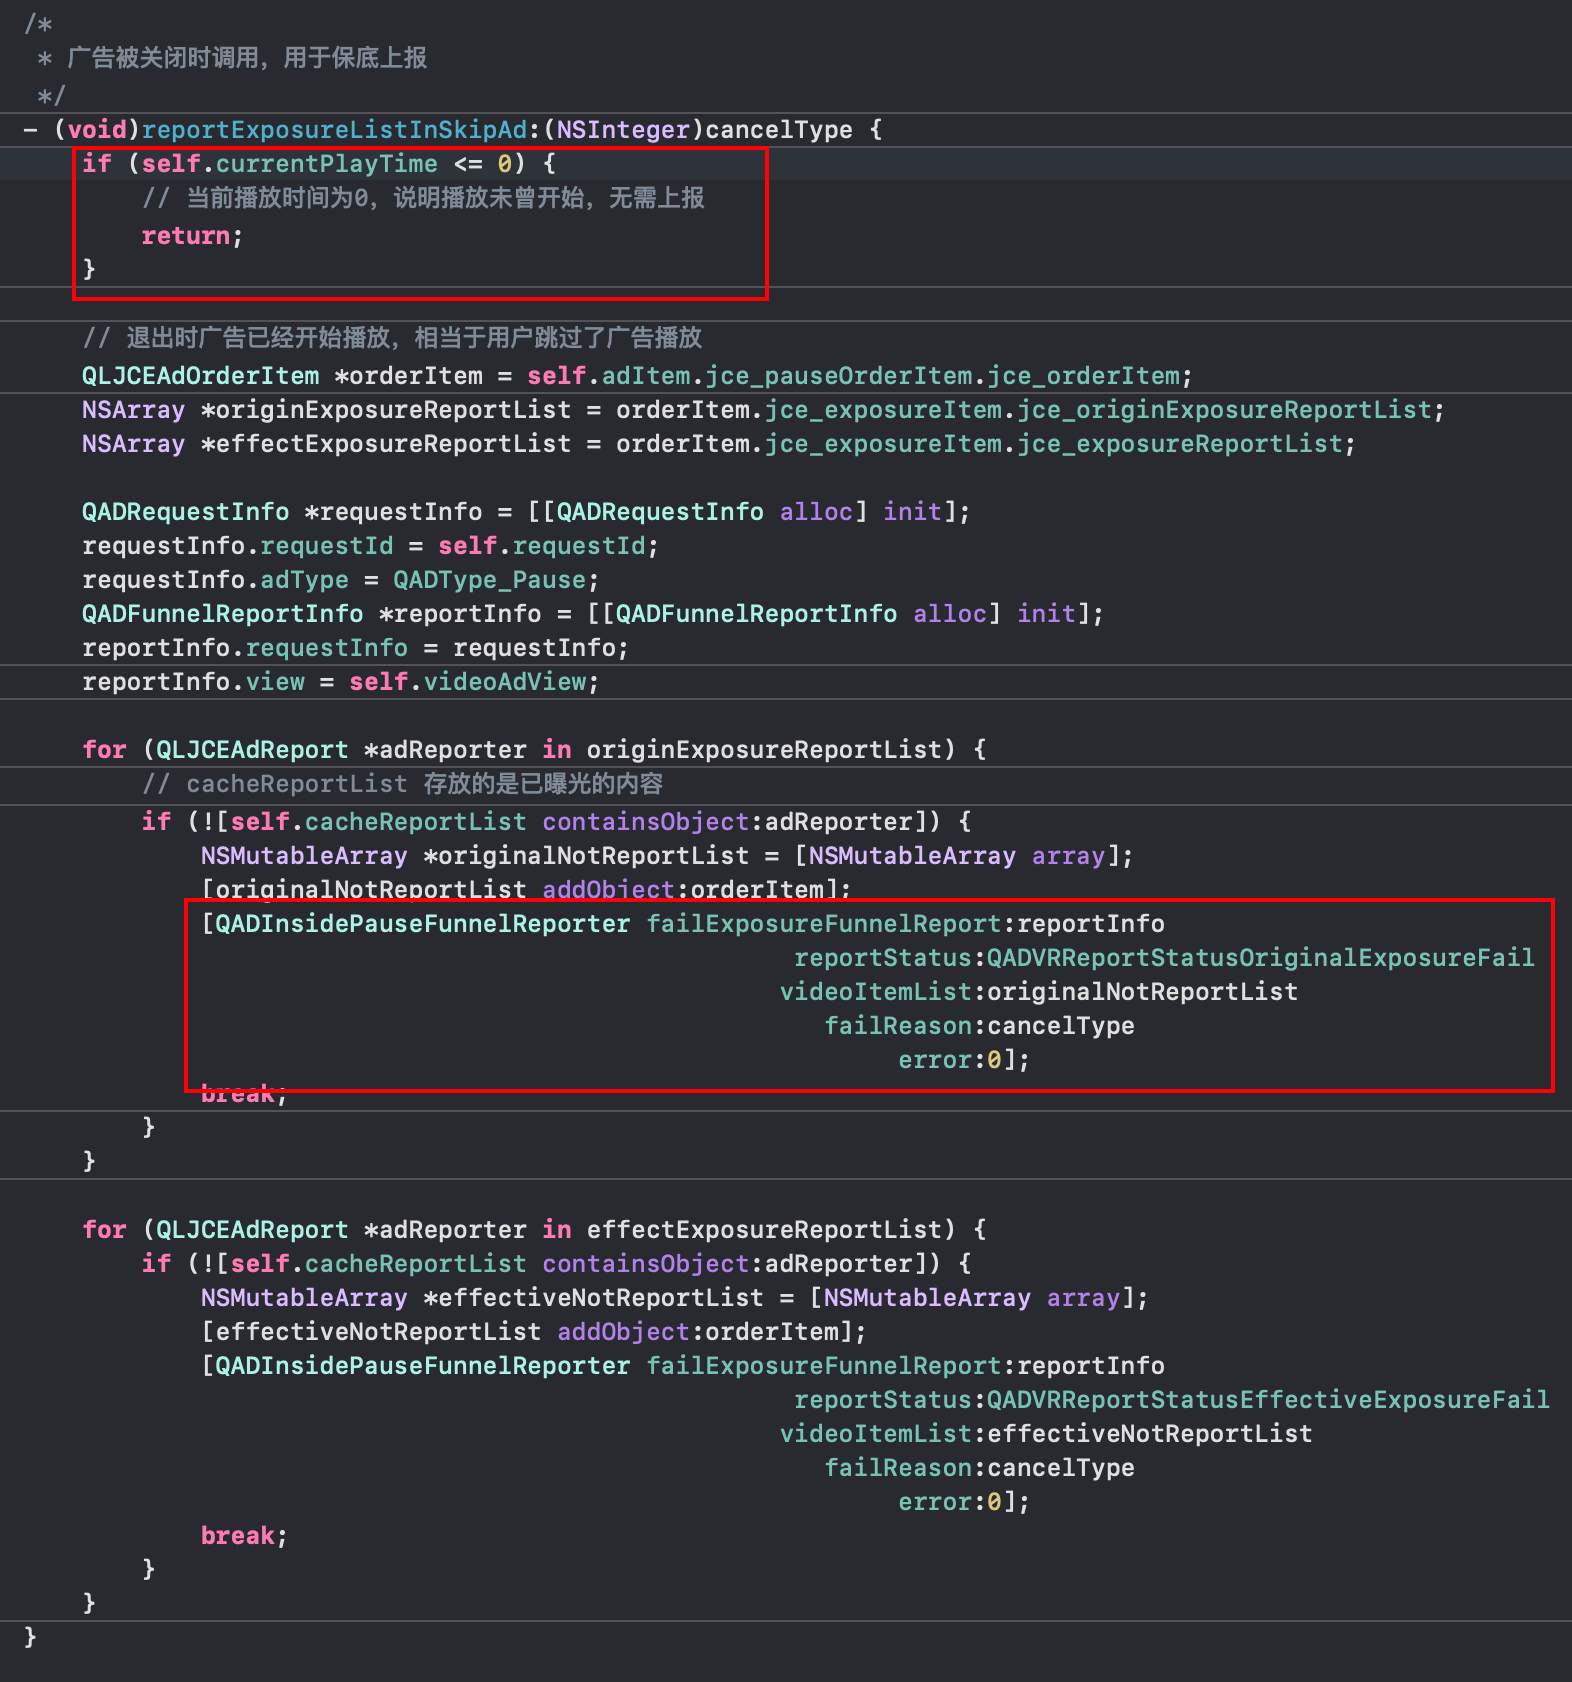 /*
 * 广告被关闭时调用，用于保底上报
 */
- (void)reportExposureListInSkipAd:(NSInteger)cancelType {
    if (self.currentPlayTime <= 0) {
        // 当前播放时间为0，说明播放未曾开始，无需上报
        return;
    }

    // 退出时广告已经开始播放，相当于用户跳过了广告播放
    QLJCEAdOrderItem *orderItem = self.adItem.jce_pauseOrderItem.jce_orderItem;
    NSArray *originExposureReportList = orderItem.jce_exposureItem.jce_originExposureReportList;
    NSArray *effectExposureReportList = orderItem.jce_exposureItem.jce_exposureReportList;

    QADRequestInfo *requestInfo = [[QADRequestInfo alloc] init];
    requestInfo.requestId = self.requestId;
    requestInfo.adType = QADType_Pause;
    QADFunnelReportInfo *reportInfo = [[QADFunnelReportInfo alloc] init];
    reportInfo.requestInfo = requestInfo;
    reportInfo.view = self.videoAdView;

    for (QLJCEAdReport *adReporter in originExposureReportList) {
        // cacheReportList 存放的是已曝光的内容
        if (![self.cacheReportList containsObject:adReporter]) {
            NSMutableArray *originalNotReportList = [NSMutableArray array];
            [originalNotReportList addObject:orderItem];
            [QADInsidePauseFunnelReporter failExposureFunnelReport:reportInfo
                                                    reportStatus:QADVRReportStatusOriginalExposureFail
                                                   videoItemList:originalNotReportList
                                                      failReason:cancelType
                                                           error:0];
            break;
        }
    }

    for (QLJCEAdReport *adReporter in effectExposureReportList) {
        if (![self.cacheReportList containsObject:adReporter]) {
            NSMutableArray *effectiveNotReportList = [NSMutableArray array];
            [effectiveNotReportList addObject:orderItem];
            [QADInsidePauseFunnelReporter failExposureFunnelReport:reportInfo
                                                    reportStatus:QADVRReportStatusEffectiveExposureFail
                                                   videoItemList:effectiveNotReportList
                                                      failReason:cancelType
                                                           error:0];
            break;
        }
    }
}